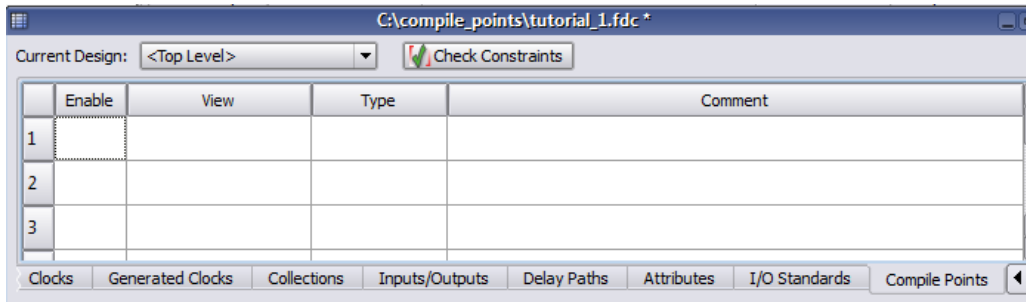 C:\compile_points\tutorial_1.fdc *
Current Design: <Top Level> Check Constraints
Enable View Type Comment
1
2
3
Clocks Generated Clocks Collections Inputs/Outputs Delay Paths Attributes I/O Standards Compile Points